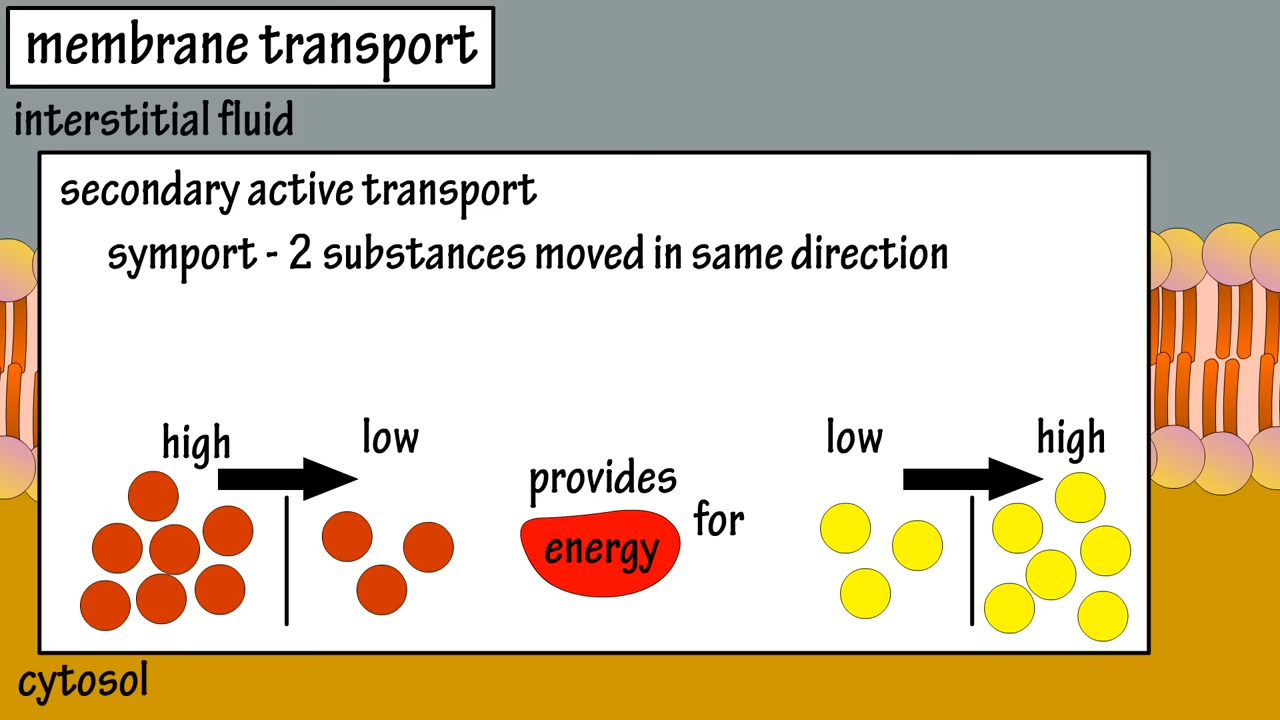 membrane transport
interstitial fluid
secondary active transport
symport - 2 substances moved in same direction
high
low
provides
energy
for
low
high
cytosol